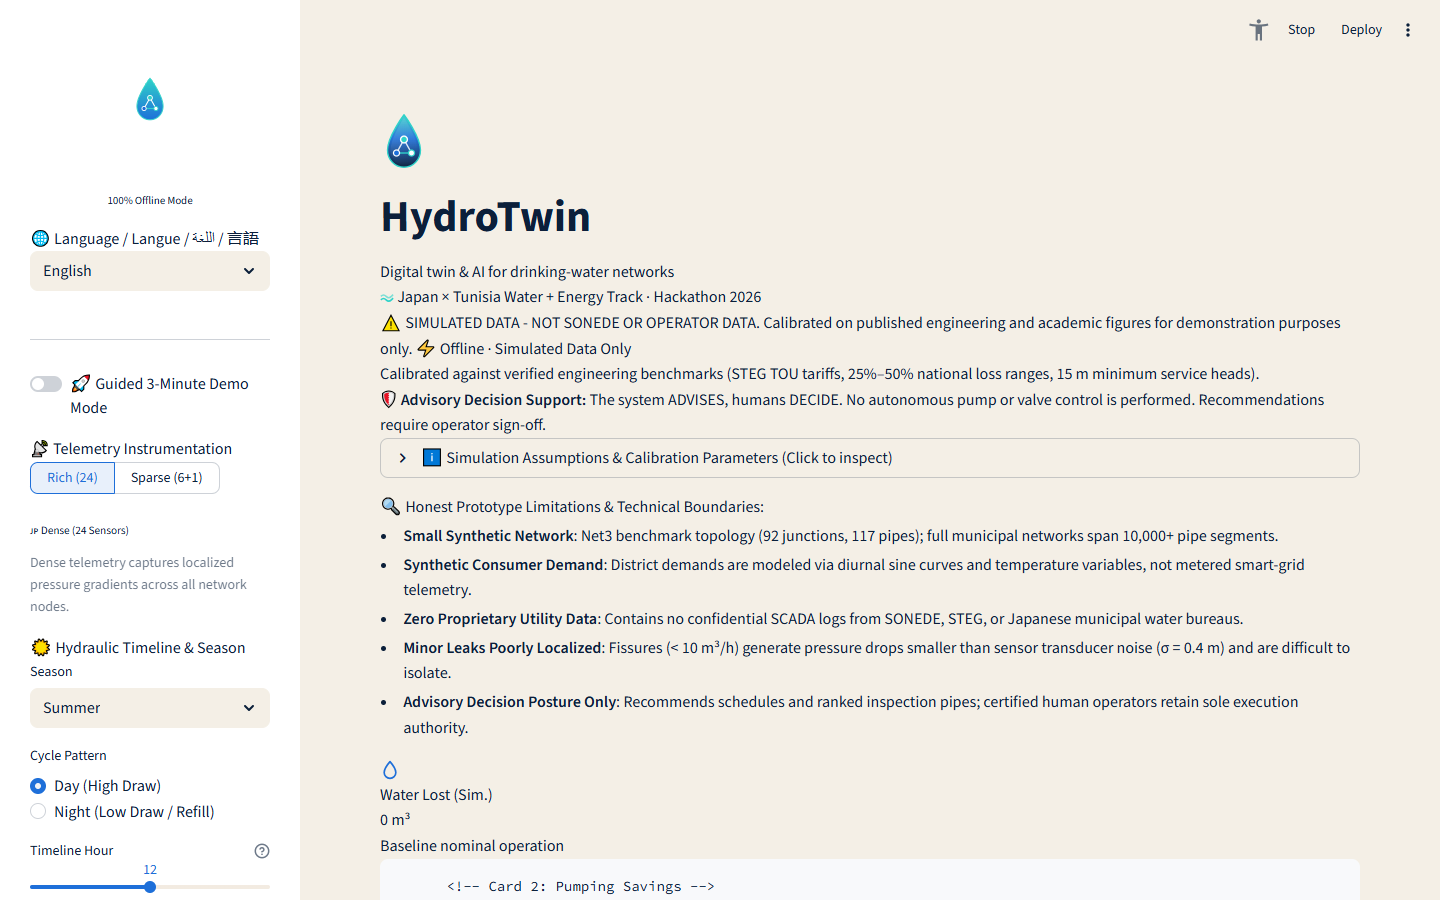 Stop
Deploy
100% Offline Mode
Language / Langue / اللغة / 言語
English
Guided 3-Minute Demo
Mode
Telemetry Instrumentation
Rich (24)
Sparse (6+1)
JP Dense (24 Sensors)
Dense telemetry captures localized
pressure gradients across all network
nodes.
Hydraulic Timeline & Season
Season
Summer
Cycle Pattern
Day (High Draw)
Night (Low Draw / Refill)
Timeline Hour
12
HydroTwin
Digital twin & AI for drinking-water networks
Japan × Tunisia Water + Energy Track · Hackathon 2026
SIMULATED DATA - NOT SONEDE OR OPERATOR DATA. Calibrated on published engineering and academic figures for demonstration purposes
only. ⚡ Offline · Simulated Data Only
Calibrated against verified engineering benchmarks (STEG TOU tariffs, 25%–50% national loss ranges, 15 m minimum service heads).
Advisory Decision Support: The system ADVISES, humans DECIDE. No autonomous pump or valve control is performed. Recommendations
require operator sign-off.
Simulation Assumptions & Calibration Parameters (Click to inspect)
Honest Prototype Limitations & Technical Boundaries:
• Small Synthetic Network: Net3 benchmark topology (92 junctions, 117 pipes); full municipal networks span 10,000+ pipe segments.
• Synthetic Consumer Demand: District demands are modeled via diurnal sine curves and temperature variables, not metered smart-grid
telemetry.
• Zero Proprietary Utility Data: Contains no confidential SCADA logs from SONEDE, STEG, or Japanese municipal water bureaus.
• Minor Leaks Poorly Localized: Fissures (< 10 m³/h) generate pressure drops smaller than sensor transducer noise (σ = 0.4 m) and are difficult to
isolate.
• Advisory Decision Posture Only: Recommends schedules and ranked inspection pipes; certified human operators retain sole execution
authority.
Water Lost (Sim.)
0 m³
Baseline nominal operation
<!-- Card 2: Pumping Savings -->